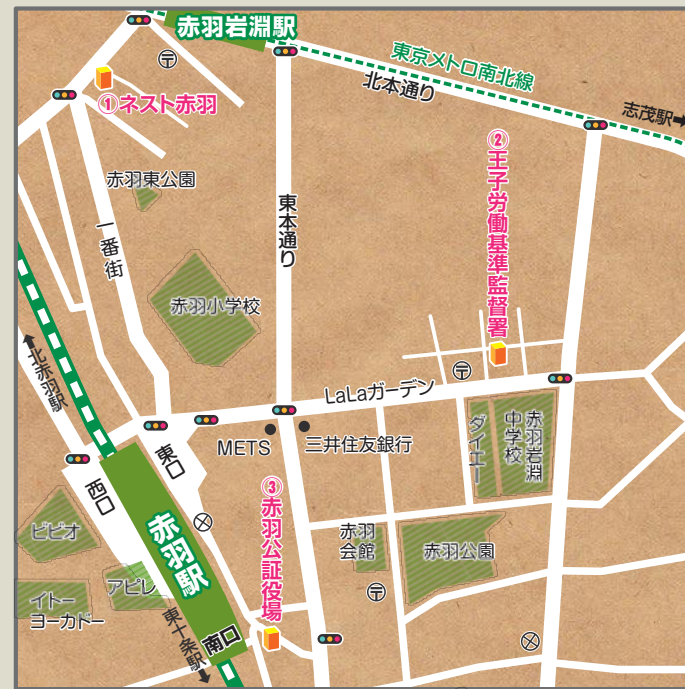 赤羽岩淵駅
東京メトロ南北線
北本通り
志茂駅
①ネスト赤羽
②王子労働基準監督署
赤羽東公園
一番街
東本通り
赤羽小学校
北赤羽駅
LaLaガーデン
METS
三井住友銀行
ダイエー
赤羽岩淵
中学校
東口
西口
③赤羽公証役場
赤羽
会館
赤羽公園
ビビオ
赤羽駅
アピレ
イトー
ヨーカドー
東十条駅
南口